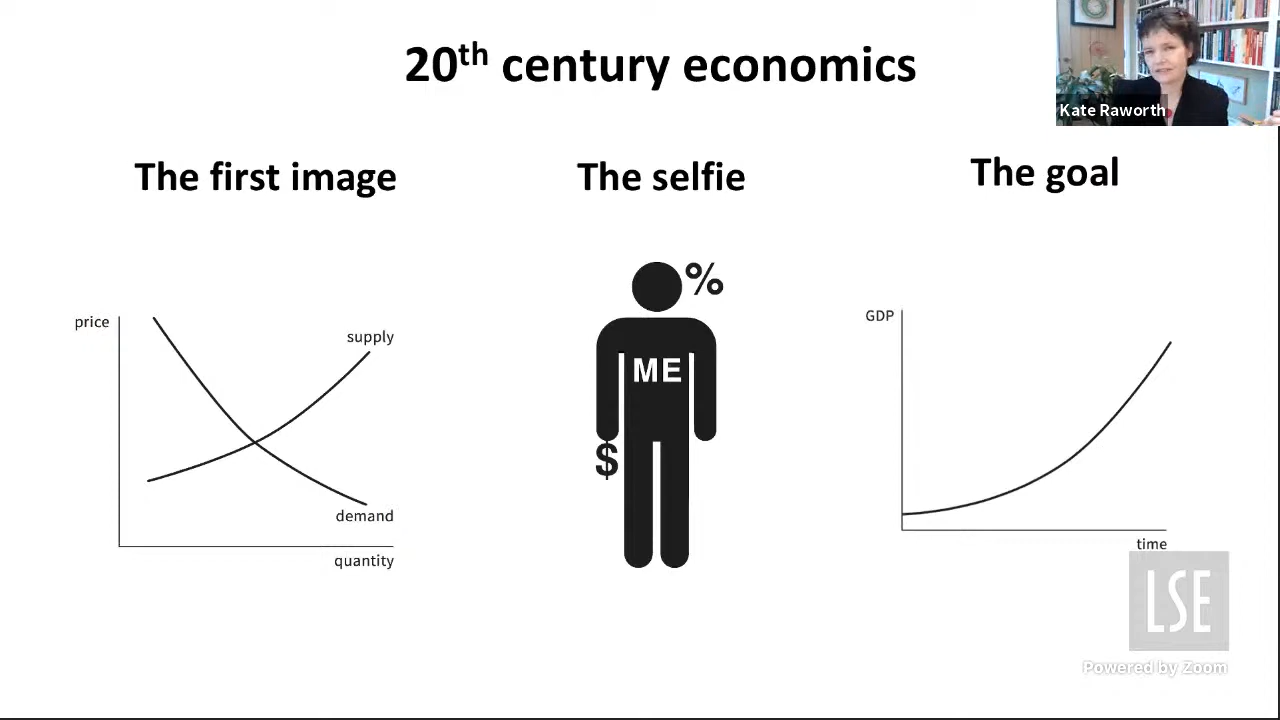 20th century economics
Kate Raworth
The first image
The selfie
The goal
price
supply
demand
quantity
%
ME
$
GDP
time
LSE
Powered by Zoom